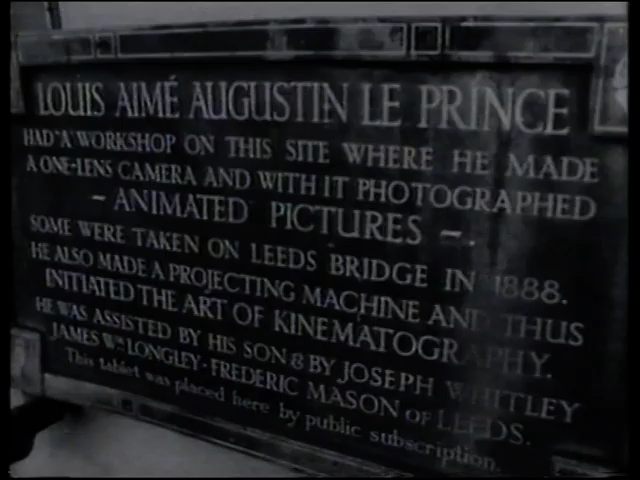 LOUIS AIMÉ AUGUSTIN LE PRINCE
HAD A WORKSHOP ON THIS SITE WHERE HE MADE
A ONE-LENS CAMERA AND WITH IT PHOTOGRAPHED
~ ANIMATED PICTURES ~.
SOME WERE TAKEN ON LEEDS BRIDGE IN 1888.
HE ALSO MADE A PROJECTING MACHINE AND THUS
INITIATED THE ART OF KINEMATOGRAPHY.
HE WAS ASSISTED BY HIS SON & BY JOSEPH WHITLEY
JAMES Wᴹ LONGLEY · FREDERIC MASON OF LEEDS.
This tablet was placed here by public subscription.